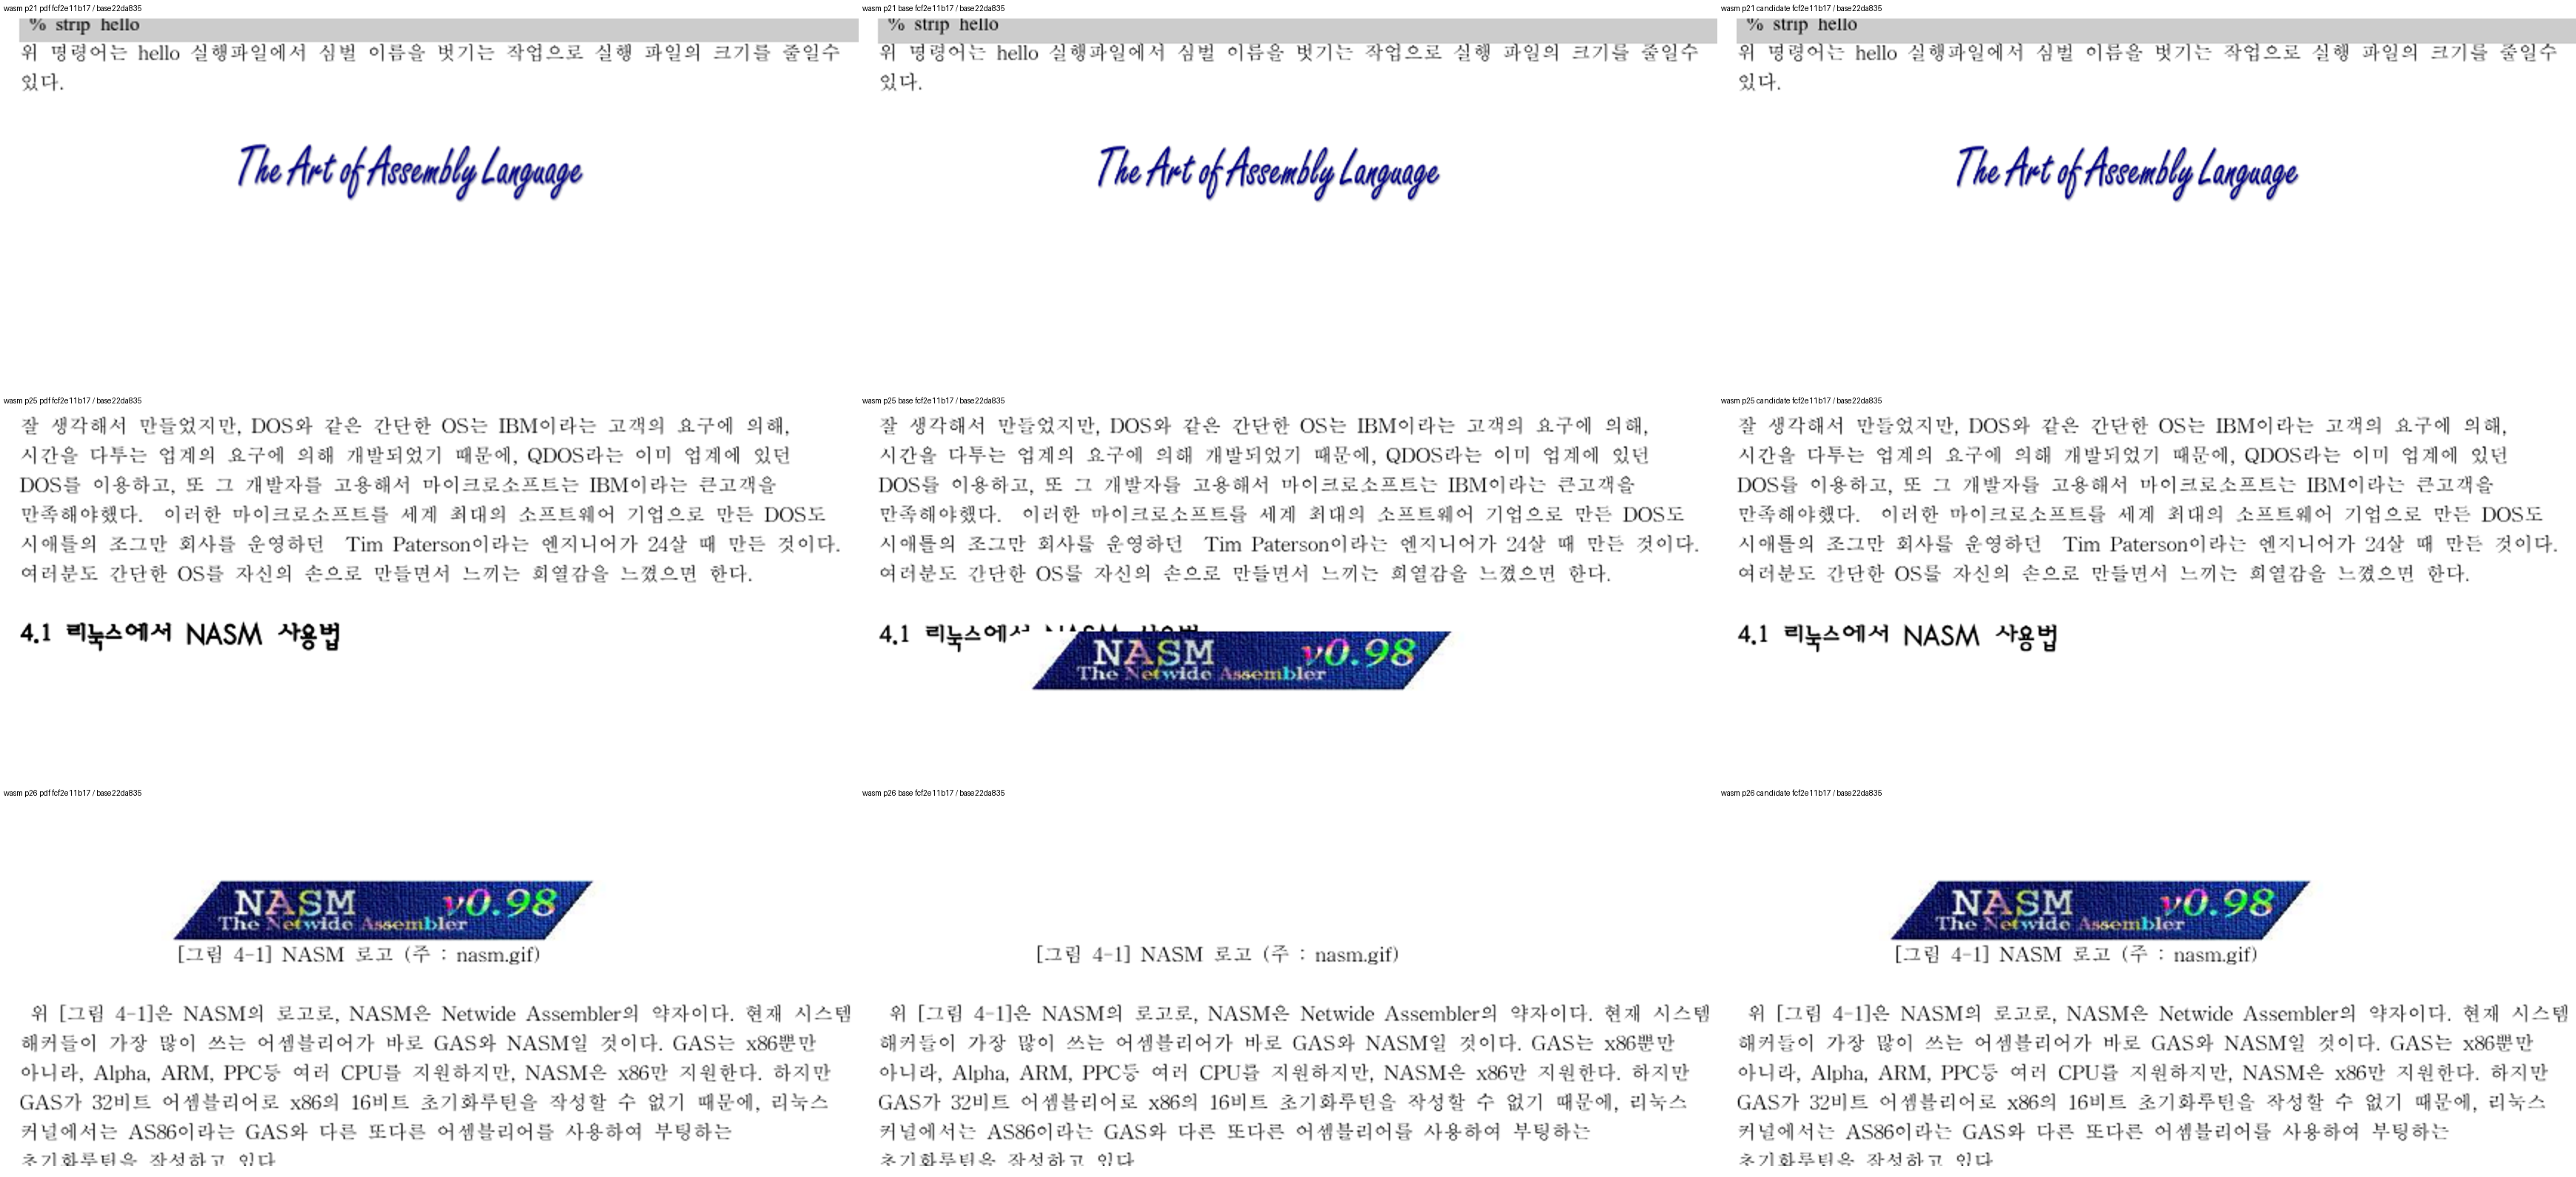 wasm p21 pdf fcf2e11b17 / base22da835
% strip hello
위 명령어는 hello 실행파일에서 심벌 이름을 벗기는 작업으로 실행 파일의 크기를 줄일수
있다.
The Art of Assembly Language
wasm p21 base fcf2e11b17 / base22da835
% strip hello
위 명령어는 hello 실행파일에서 심벌 이름을 벗기는 작업으로 실행 파일의 크기를 줄일수
있다.
The Art of Assembly Language
wasm p21 candidate fcf2e11b17 / base22da835
% strip hello
위 명령어는 hello 실행파일에서 심벌 이름을 벗기는 작업으로 실행 파일의 크기를 줄일수
있다.
The Art of Assembly Language
wasm p25 pdf fcf2e11b17 / base22da835
잘 생각해서 만들었지만, DOS와 같은 간단한 OS는 IBM이라는 고객의 요구에 의해,
시간을 다투는 업계의 요구에 의해 개발되었기 때문에, QDOS라는 이미 업계에 있던
DOS를 이용하고, 또 그 개발자를 고용해서 마이크로소프트는 IBM이라는 큰고객을
만족해야했다. 이러한 마이크로소프트를 세계 최대의 소프트웨어 기업으로 만든 DOS도
시애틀의 조그만 회사를 운영하던 Tim Paterson이라는 엔지니어가 24살 때 만든 것이다.
여러분도 간단한 OS를 자신의 손으로 만들면서 느끼는 희열감을 느꼈으면 한다.
4.1 리눅스에서 NASM 사용법
wasm p25 base fcf2e11b17 / base22da835
잘 생각해서 만들었지만, DOS와 같은 간단한 OS는 IBM이라는 고객의 요구에 의해,
시간을 다투는 업계의 요구에 의해 개발되었기 때문에, QDOS라는 이미 업계에 있던
DOS를 이용하고, 또 그 개발자를 고용해서 마이크로소프트는 IBM이라는 큰고객을
만족해야했다. 이러한 마이크로소프트를 세계 최대의 소프트웨어 기업으로 만든 DOS도
시애틀의 조그만 회사를 운영하던 Tim Paterson이라는 엔지니어가 24살 때 만든 것이다.
여러분도 간단한 OS를 자신의 손으로 만들면서 느끼는 희열감을 느꼈으면 한다.
4.1
NASM v0.98
The Netwide Assembler
wasm p25 candidate fcf2e11b17 / base22da835
잘 생각해서 만들었지만, DOS와 같은 간단한 OS는 IBM이라는 고객의 요구에 의해,
시간을 다투는 업계의 요구에 의해 개발되었기 때문에, QDOS라는 이미 업계에 있던
DOS를 이용하고, 또 그 개발자를 고용해서 마이크로소프트는 IBM이라는 큰고객을
만족해야했다. 이러한 마이크로소프트를 세계 최대의 소프트웨어 기업으로 만든 DOS도
시애틀의 조그만 회사를 운영하던 Tim Paterson이라는 엔지니어가 24살 때 만든 것이다.
여러분도 간단한 OS를 자신의 손으로 만들면서 느끼는 희열감을 느꼈으면 한다.
4.1 리눅스에서 NASM 사용법
wasm p26 pdf fcf2e11b17 / base22da835
NASM v0.98
The Netwide Assembler
[그림 4-1] NASM 로고 (주 : nasm.gif)
위 [그림 4-1]은 NASM의 로고로, NASM은 Netwide Assembler의 약자이다. 현재 시스템
해커들이 가장 많이 쓰는 어셈블리어가 바로 GAS와 NASM일 것이다. GAS는 x86뿐만
아니라, Alpha, ARM, PPC등 여러 CPU를 지원하지만, NASM은 x86만 지원한다. 하지만
GAS가 32비트 어셈블리어로 x86의 16비트 초기화루틴을 작성할 수 없기 때문에, 리눅스
커널에서는 AS86이라는 GAS와 다른 또다른 어셈블리어를 사용하여 부팅하는
초기화루틴을 작성하고 있다
wasm p26 base fcf2e11b17 / base22da835
[그림 4-1] NASM 로고 (주 : nasm.gif)
위 [그림 4-1]은 NASM의 로고로, NASM은 Netwide Assembler의 약자이다. 현재 시스템
해커들이 가장 많이 쓰는 어셈블리어가 바로 GAS와 NASM일 것이다. GAS는 x86뿐만
아니라, Alpha, ARM, PPC등 여러 CPU를 지원하지만, NASM은 x86만 지원한다. 하지만
GAS가 32비트 어셈블리어로 x86의 16비트 초기화루틴을 작성할 수 없기 때문에, 리눅스
커널에서는 AS86이라는 GAS와 다른 또다른 어셈블리어를 사용하여 부팅하는
초기화루틴을 작성하고 있다
wasm p26 candidate fcf2e11b17 / base22da835
NASM v0.98
The Netwide Assembler
[그림 4-1] NASM 로고 (주 : nasm.gif)
위 [그림 4-1]은 NASM의 로고로, NASM은 Netwide Assembler의 약자이다. 현재 시스템
해커들이 가장 많이 쓰는 어셈블리어가 바로 GAS와 NASM일 것이다. GAS는 x86뿐만
아니라, Alpha, ARM, PPC등 여러 CPU를 지원하지만, NASM은 x86만 지원한다. 하지만
GAS가 32비트 어셈블리어로 x86의 16비트 초기화루틴을 작성할 수 없기 때문에, 리눅스
커널에서는 AS86이라는 GAS와 다른 또다른 어셈블리어를 사용하여 부팅하는
초기화루틴을 작성하고 있다